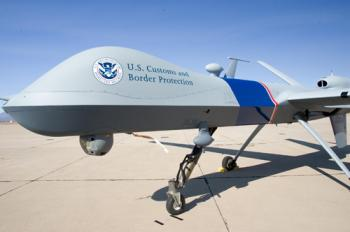 U.S. Customs and
Border Protection